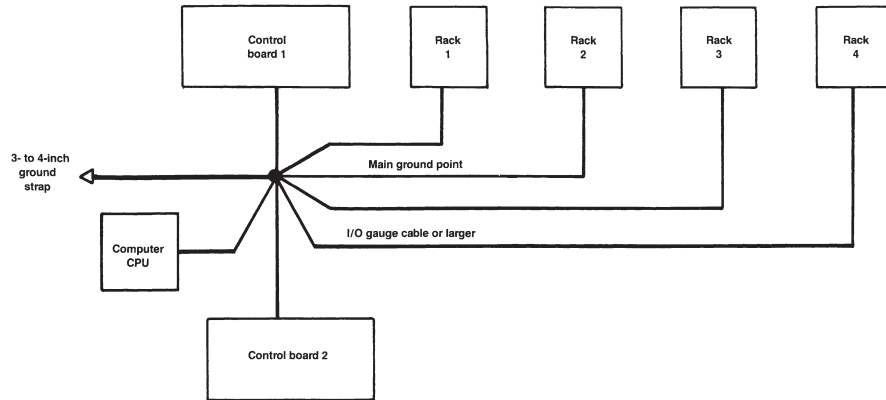 Control
board 1
Rack
1
Rack
2
Rack
3
Rack
4
3- to 4-inch
ground
strap
Main ground point
I/O gauge cable or larger
Computer
CPU
Control board 2